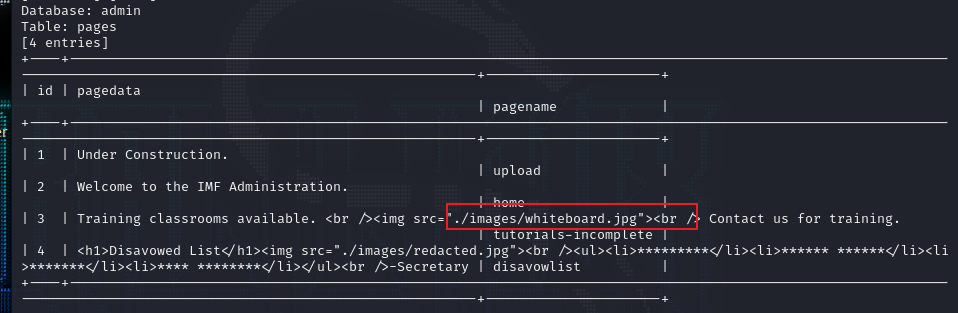 Database: admin
Table: pages
[4 entries]
| id | pagedata
| pagename |
| 1 | Under Construction.
| upload |
| 2 | Welcome to the IMF Administration.
| home |
| 3 | Training classrooms available. <br /><img src="./images/whiteboard.jpg"><br /> Contact us for training.
| tutorials-incomplete |
| 4 | <h1>Disavowed List</h1><img src="./images/redacted.jpg"><br /><ul><li>*********</li><li>****** ******</li><li
>*******</li><li>**** ********</li></ul><br />-Secretary | disavowlist |